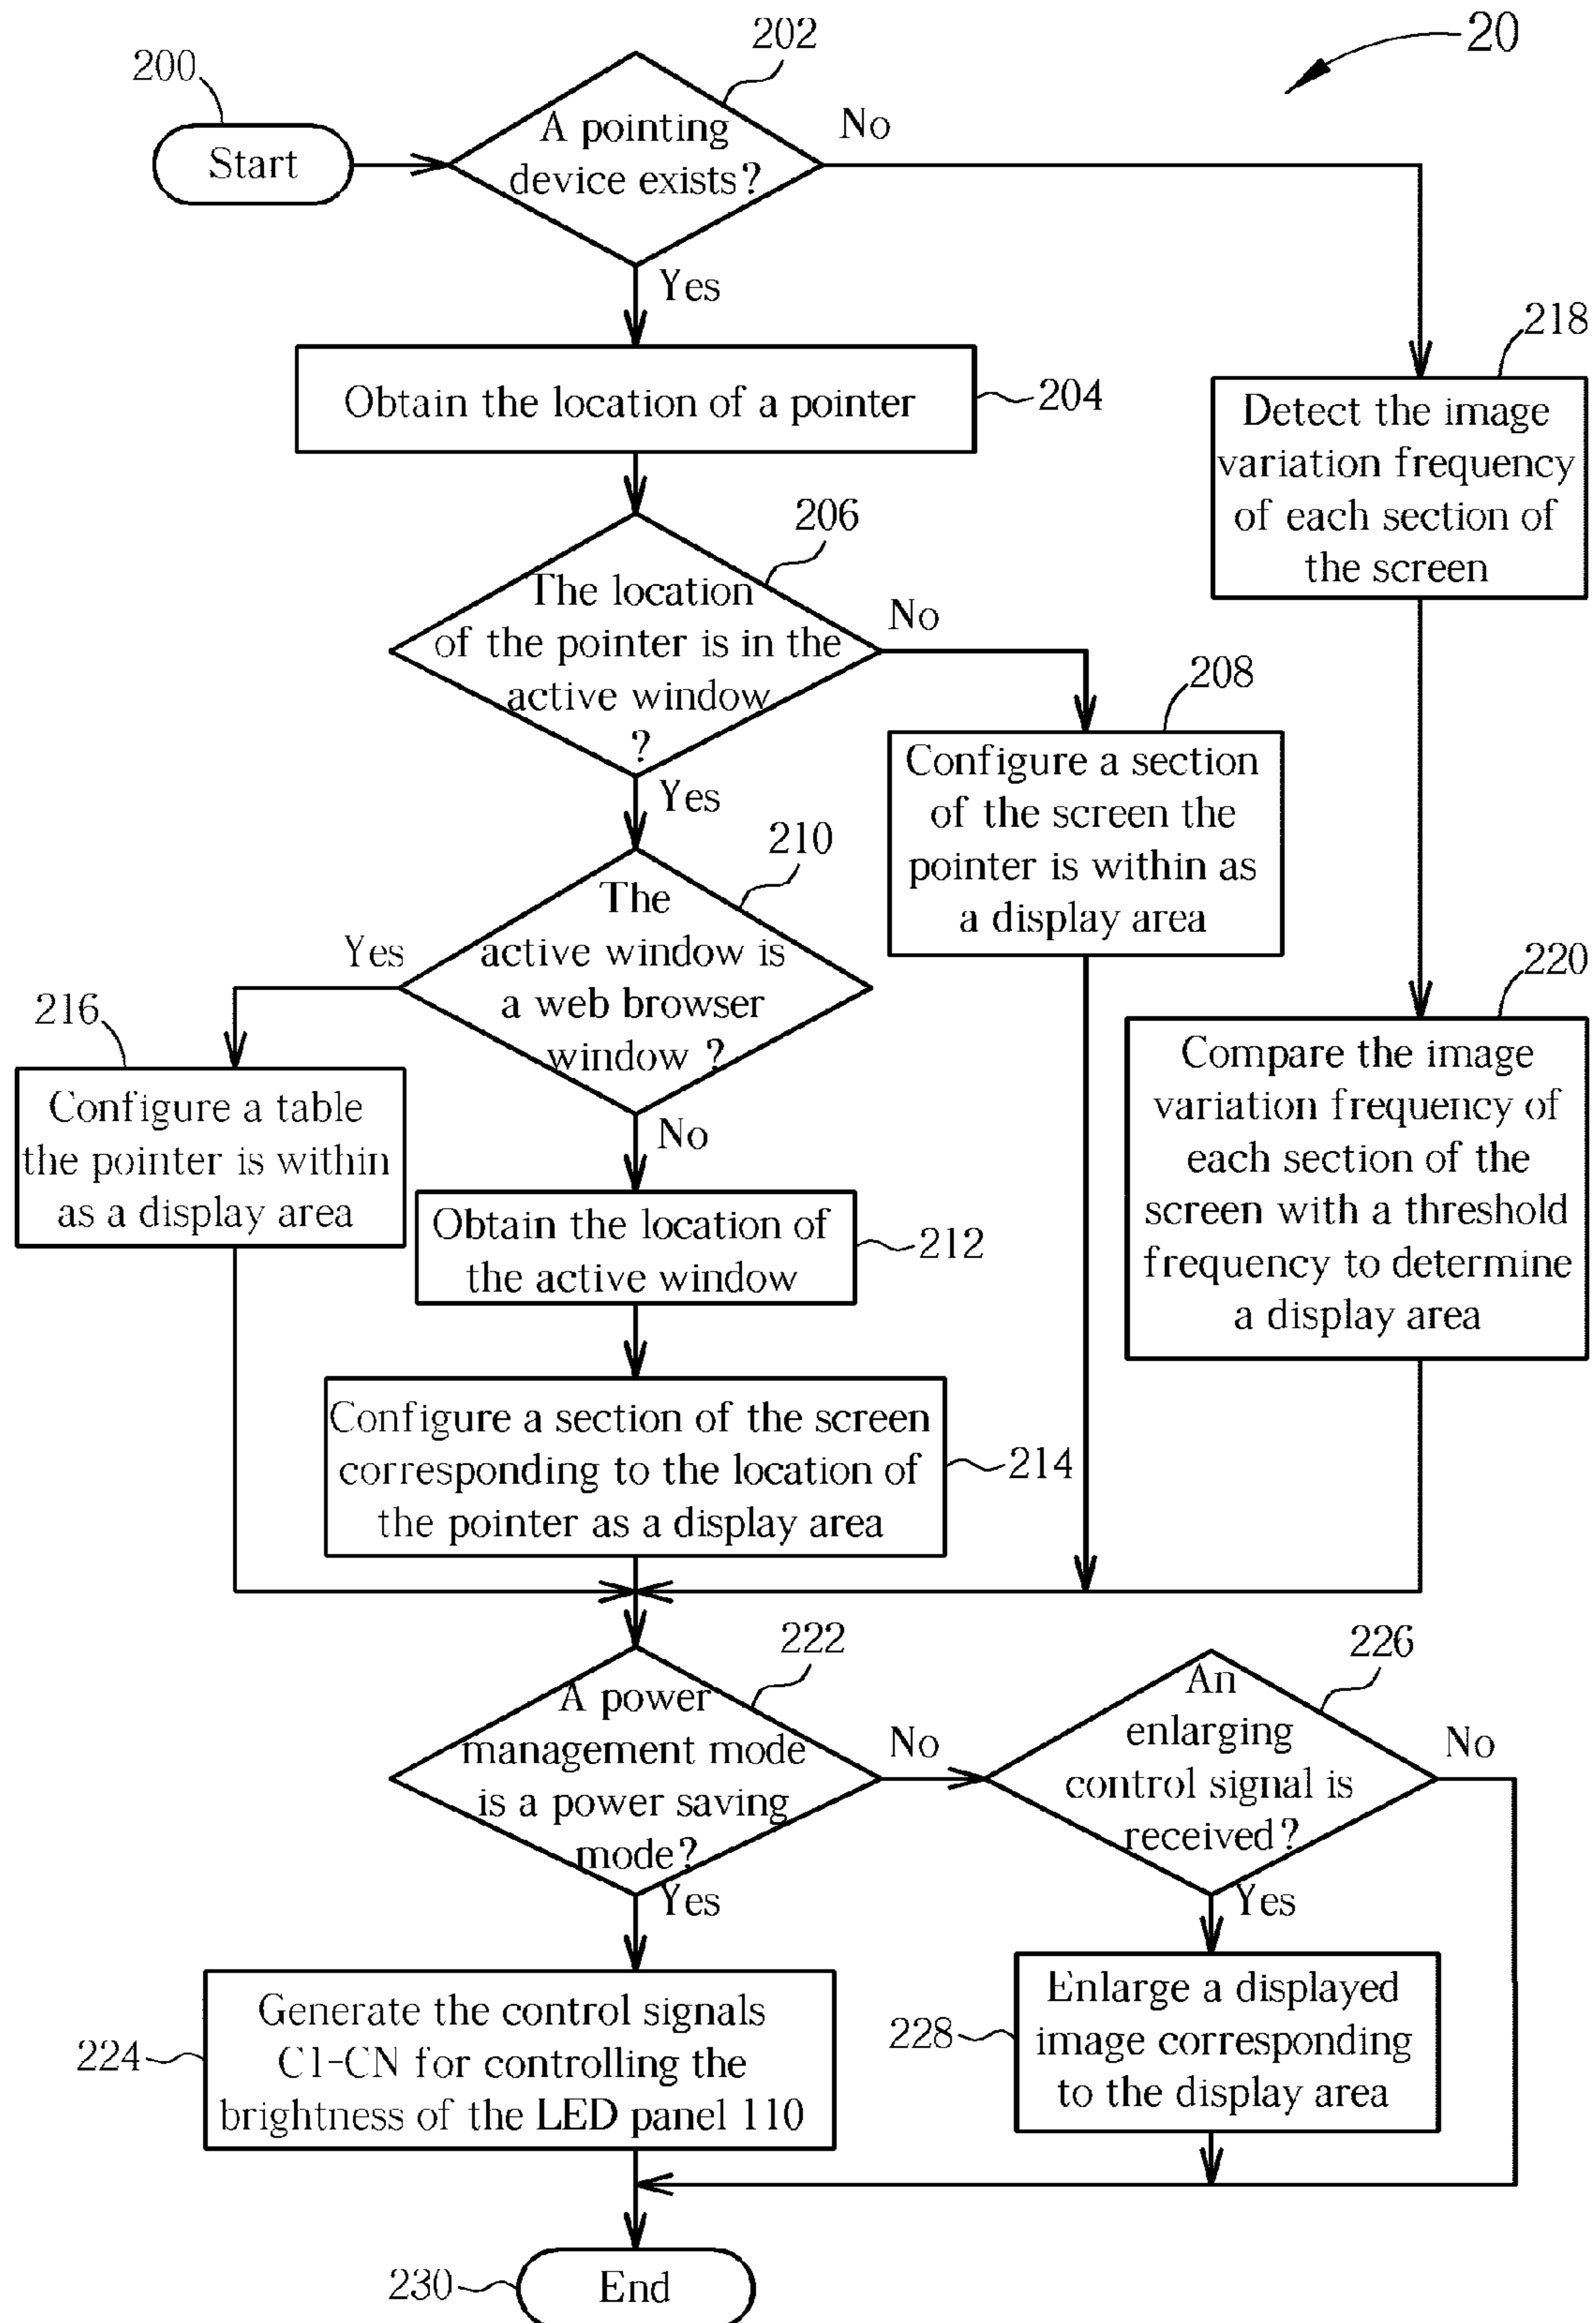 20
200
Start
202
A pointing
device exists?
No
Yes
204
Obtain the location of a pointer
218
Detect the image
variation frequency
of each section of
the screen
206
The location
of the pointer is in the
active window
?
No
Yes
208
Configure a section
of the screen the
pointer is within as
a display area
210
The
active window is
a web browser
window ?
Yes
No
216
Configure a table
the pointer is within
as a display area
220
Compare the image
variation frequency of
each section of the
screen with a threshold
frequency to determine
a display area
Obtain the location of
the active window
212
Configure a section of the screen
corresponding to the location of
the pointer as a display area
214
222
A power
management mode
is a power saving
mode?
No
Yes
226
An
enlarging
control signal is
received?
No
Yes
224
Generate the control signals
C1-CN for controlling the
brightness of the LED panel 110
228
Enlarge a displayed
image corresponding
to the display area
230
End